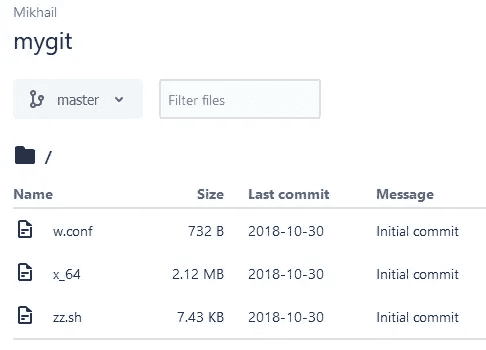 Mikhail
mygit
master
Filter files
/
Name Size Last commit Message
w.conf 732 B 2018-10-30 Initial commit
x_64 2.12 MB 2018-10-30 Initial commit
zz.sh 7.43 KB 2018-10-30 Initial commit